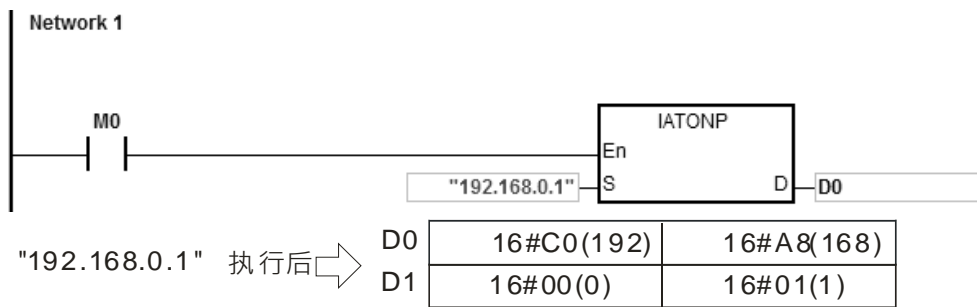 Network 1
M0
IATONP
En
"192.168.0.1" S D D0
"192.168.0.1" 执行后 D0 16#C0(192) 16#A8(168)
D1 16#00(0) 16#01(1)